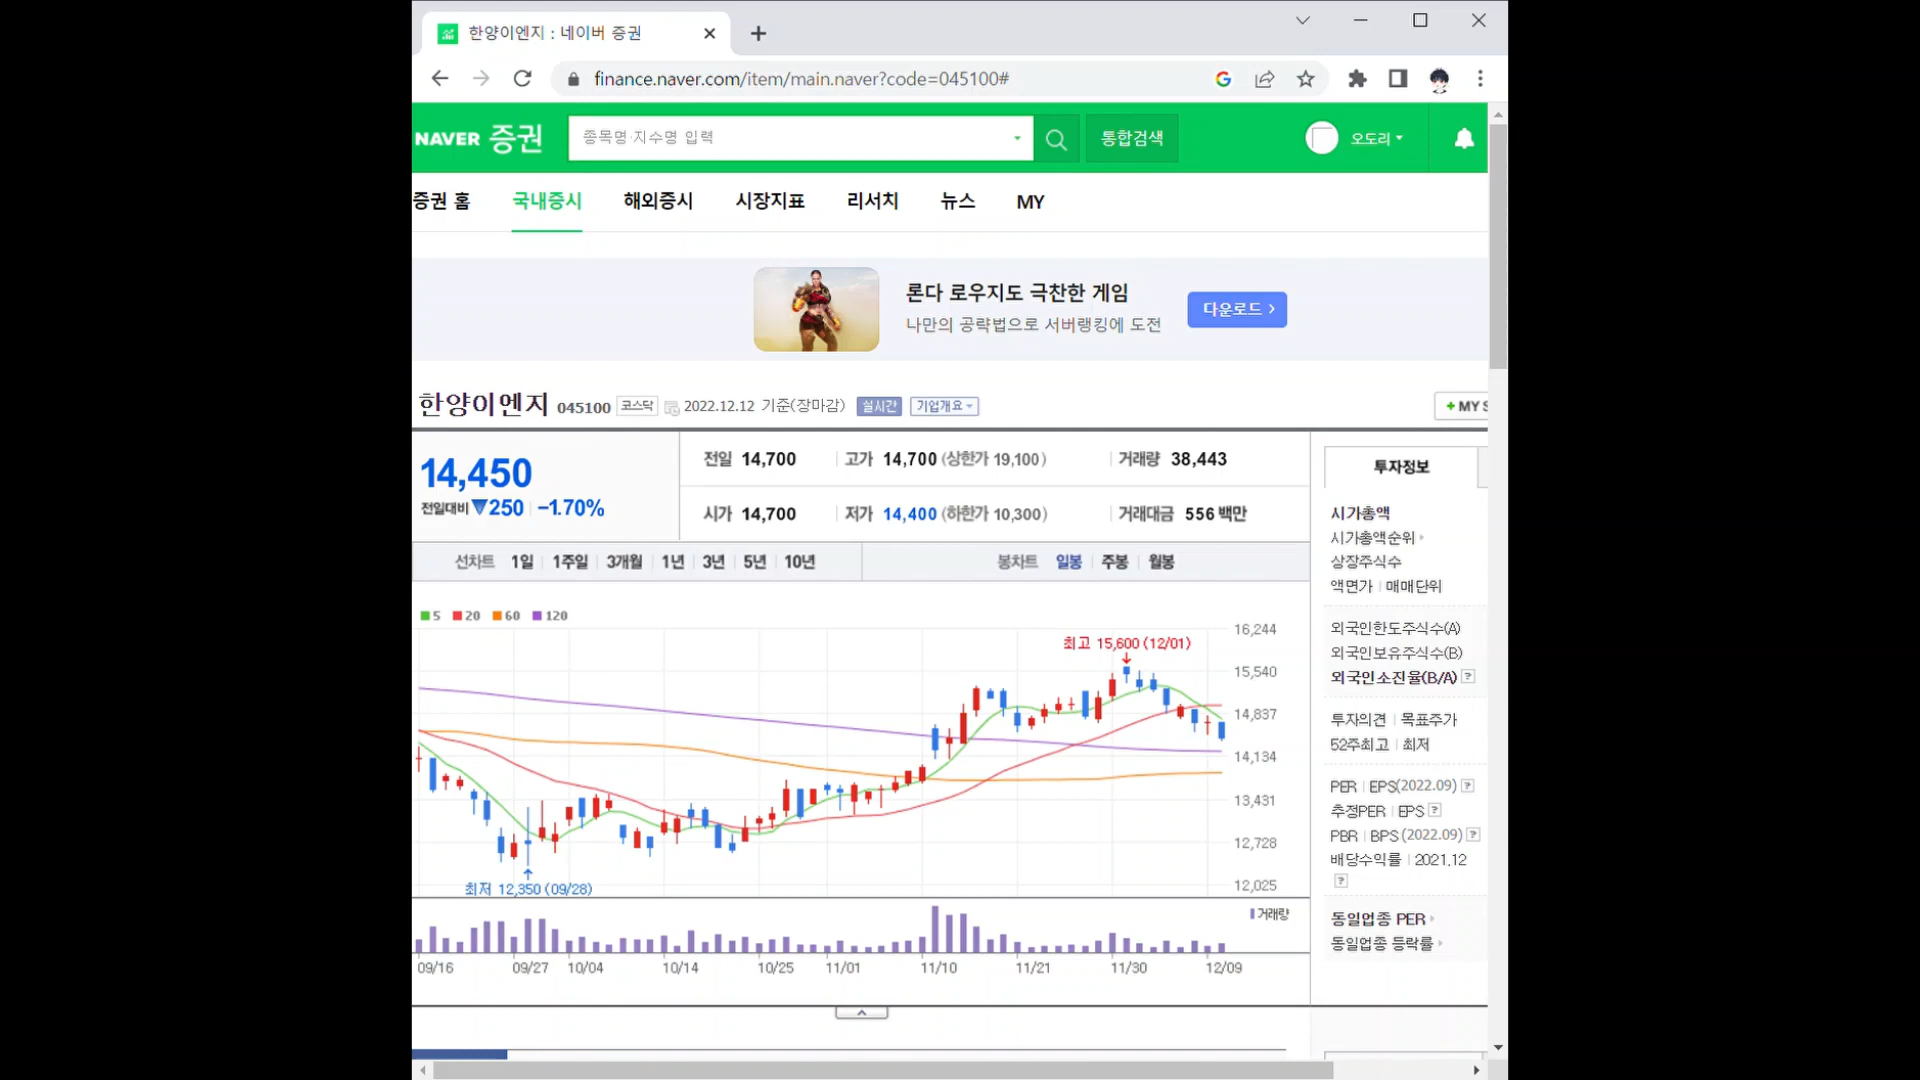 한양이엔지 : 네이버 증권
finance.naver.com/item/main.naver?code=045100#
NAVER 증권
종목명·지수명 입력
통합검색
오도리
증권 홈 국내증시 해외증시 시장지표 리서치 뉴스 MY
론다 로우지도 극찬한 게임
나만의 공략법으로 서버랭킹에 도전
다운로드 >
한양이엔지 045100 코스닥 2022.12.12 기준(장마감) 실시간 기업개요
+ MY S
14,450
전일대비 ▼250 -1.70%
전일 14,700 고가 14,700 (상한가 19,100) 거래량 38,443
시가 14,700 저가 14,400 (하한가 10,300) 거래대금 556 백만
선차트 1일 1주일 3개월 1년 3년 5년 10년
봉차트 일봉 주봉 월봉
5 20 60 120
최고 15,600 (12/01)
최저 12,350 (09/28)
16,244
15,540
14,837
14,134
13,431
12,728
12,025
거래량
09/16 09/27 10/04 10/14 10/25 11/01 11/10 11/21 11/30 12/09
투자정보
시가총액
시가총액순위
상장주식수
액면가 | 매매단위
외국인한도주식수(A)
외국인보유주식수(B)
외국인소진율(B/A) ?
투자의견 | 목표주가
52주최고 | 최저
PER | EPS(2022.09) ?
추정PER | EPS ?
PBR | BPS (2022.09) ?
배당수익률 | 2021.12
?
동일업종 PER
동일업종 등락률